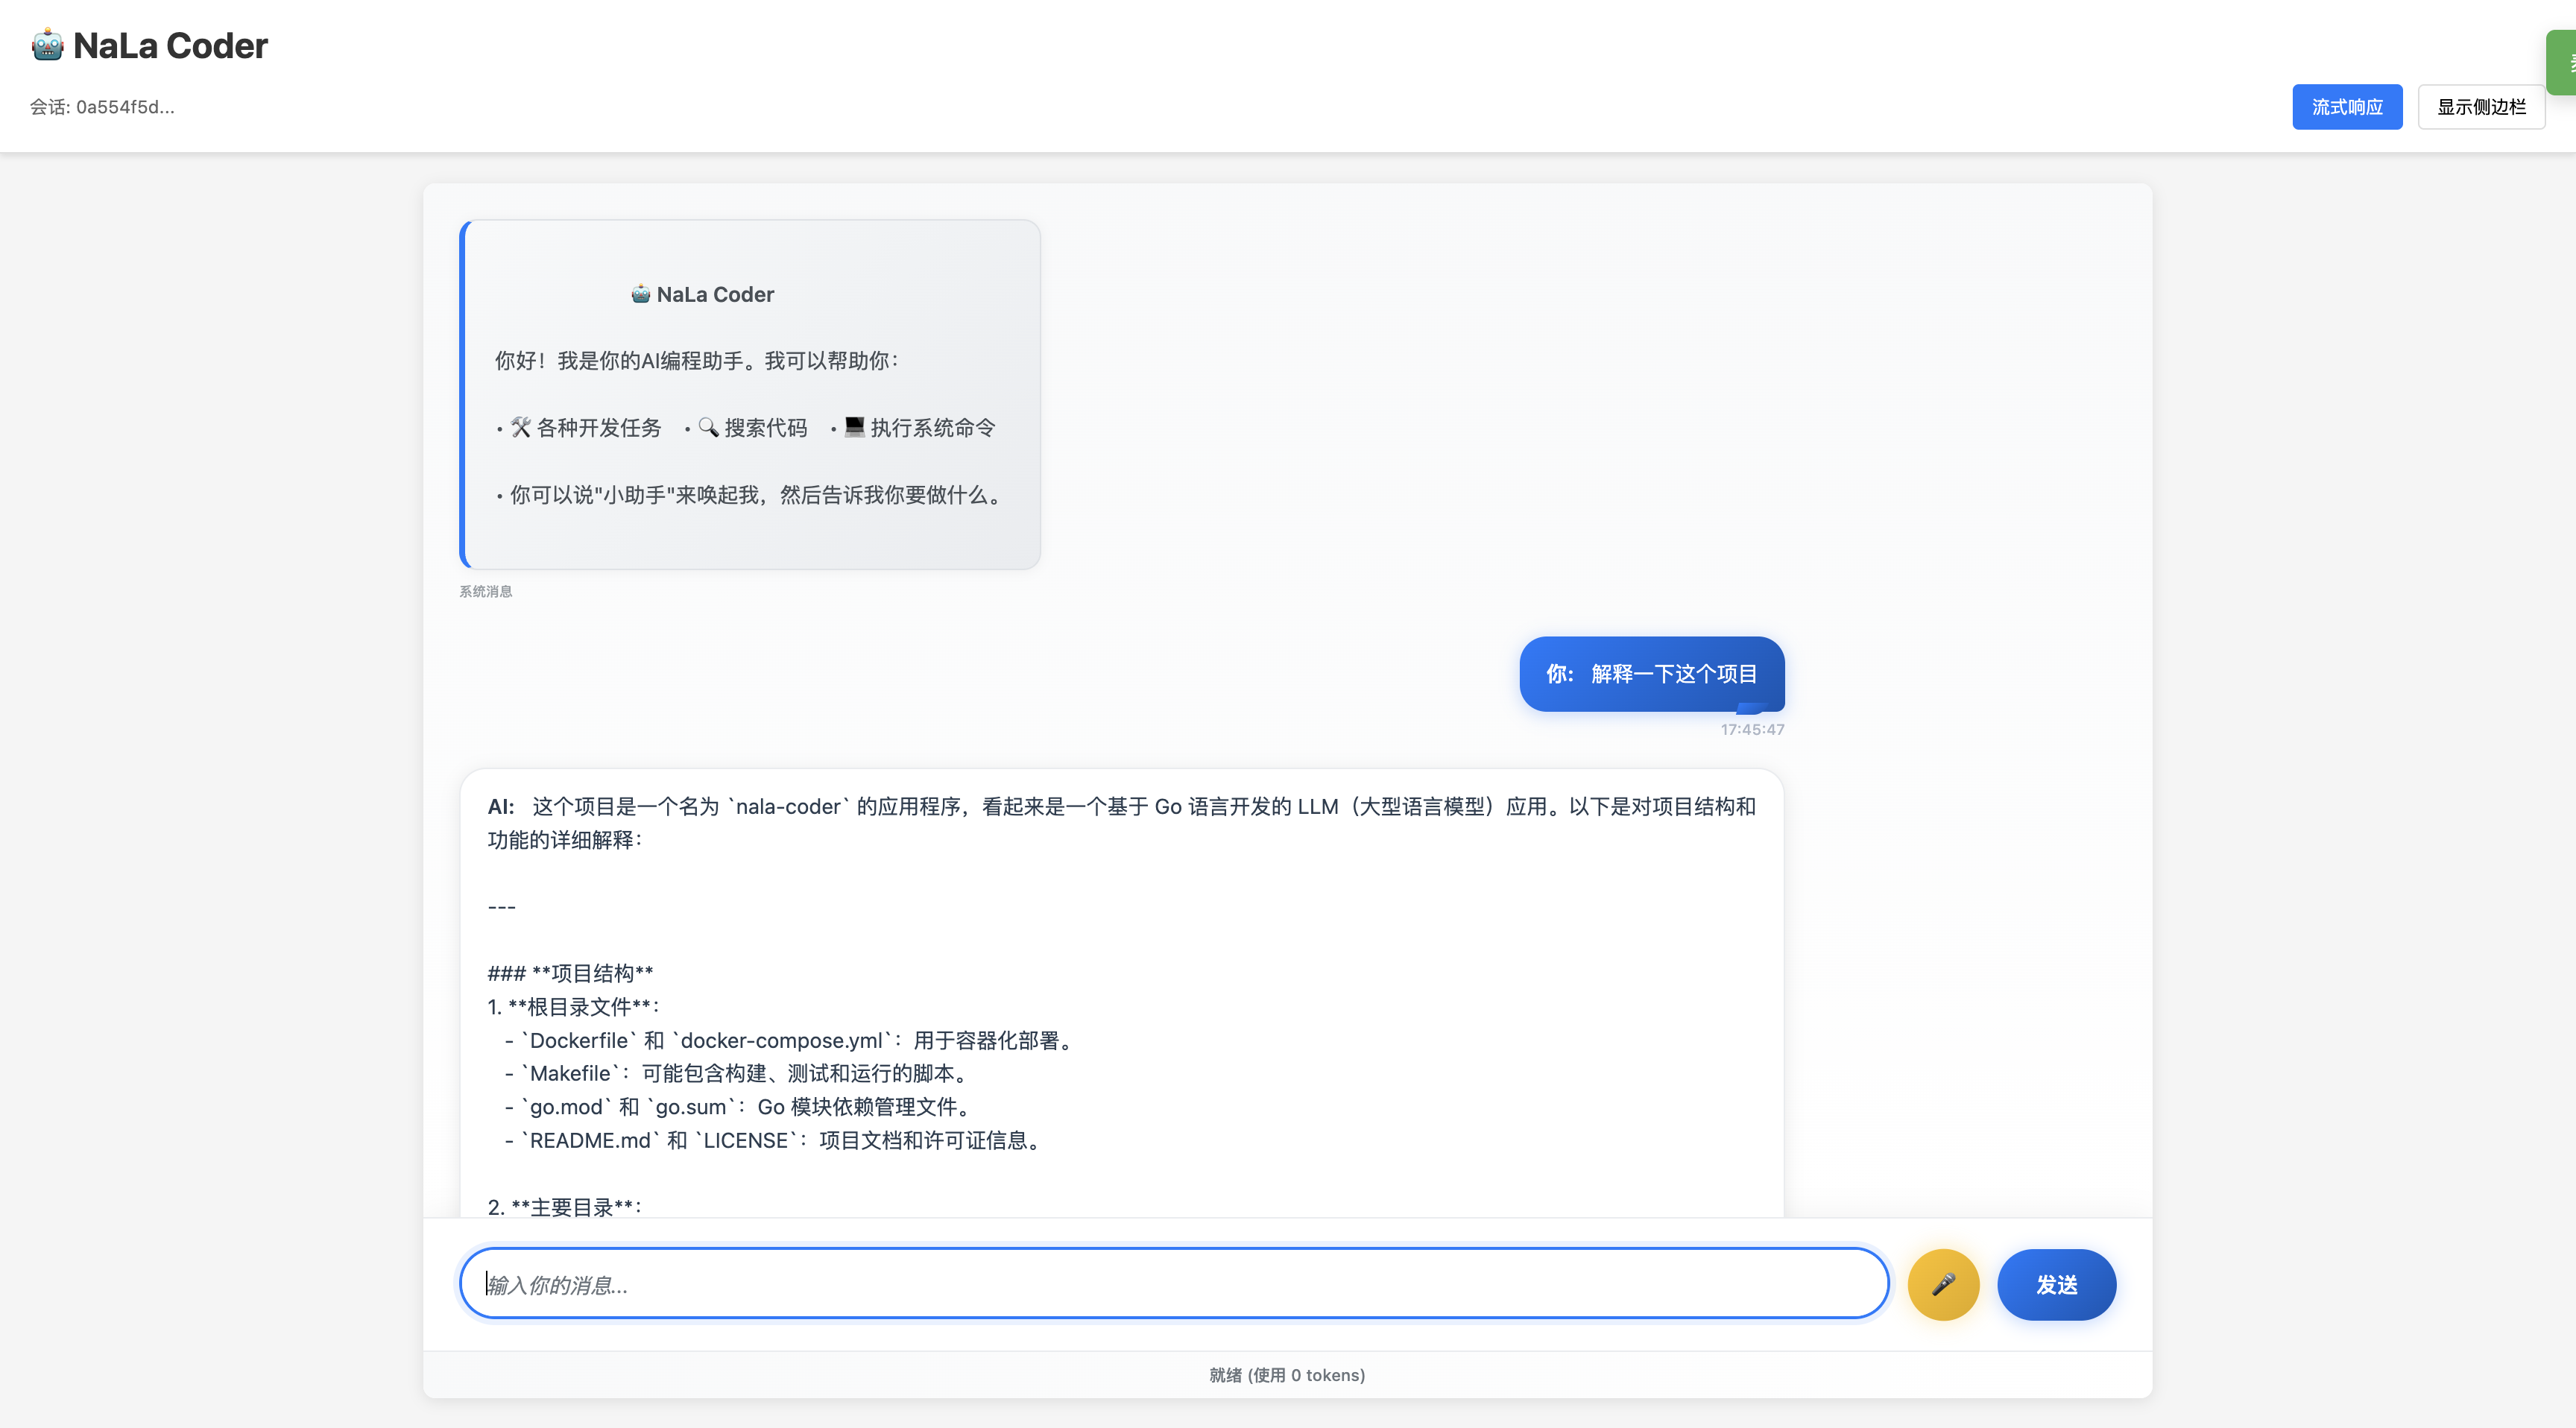 🤖 NaLa Coder
会话: 0a554f5d...
流式响应
显示侧边栏
🤖 NaLa Coder
你好！我是你的AI编程助手。我可以帮助你：
• 🛠️ 各种开发任务 • 🔍 搜索代码 • 💻 执行系统命令
• 你可以说"小助手"来唤起我，然后告诉我你要做什么。
系统消息
你: 解释一下这个项目
17:45:47
AI: 这个项目是一个名为 `nala-coder` 的应用程序，看起来是一个基于 Go 语言开发的 LLM（大型语言模型）应用。以下是对项目结构和
功能的详细解释：
---
### **项目结构**
1. **根目录文件**：
- `Dockerfile` 和 `docker-compose.yml`：用于容器化部署。
- `Makefile`：可能包含构建、测试和运行的脚本。
- `go.mod` 和 `go.sum`：Go 模块依赖管理文件。
- `README.md` 和 `LICENSE`：项目文档和许可证信息。
2. **主要目录**：
输入你的消息...
发送
就绪 (使用 0 tokens)